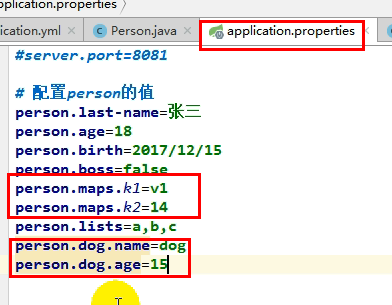 application.properties
ication.yml
Person.java
application.properties
#server.port=8081
# 配置person的值
person.last-name=张三
person.age=18
person.birth=2017/12/15
person.boss=false
person.maps.k1=v1
person.maps.k2=14
person.lists=a,b,c
person.dog.name=dog
person.dog.age=15